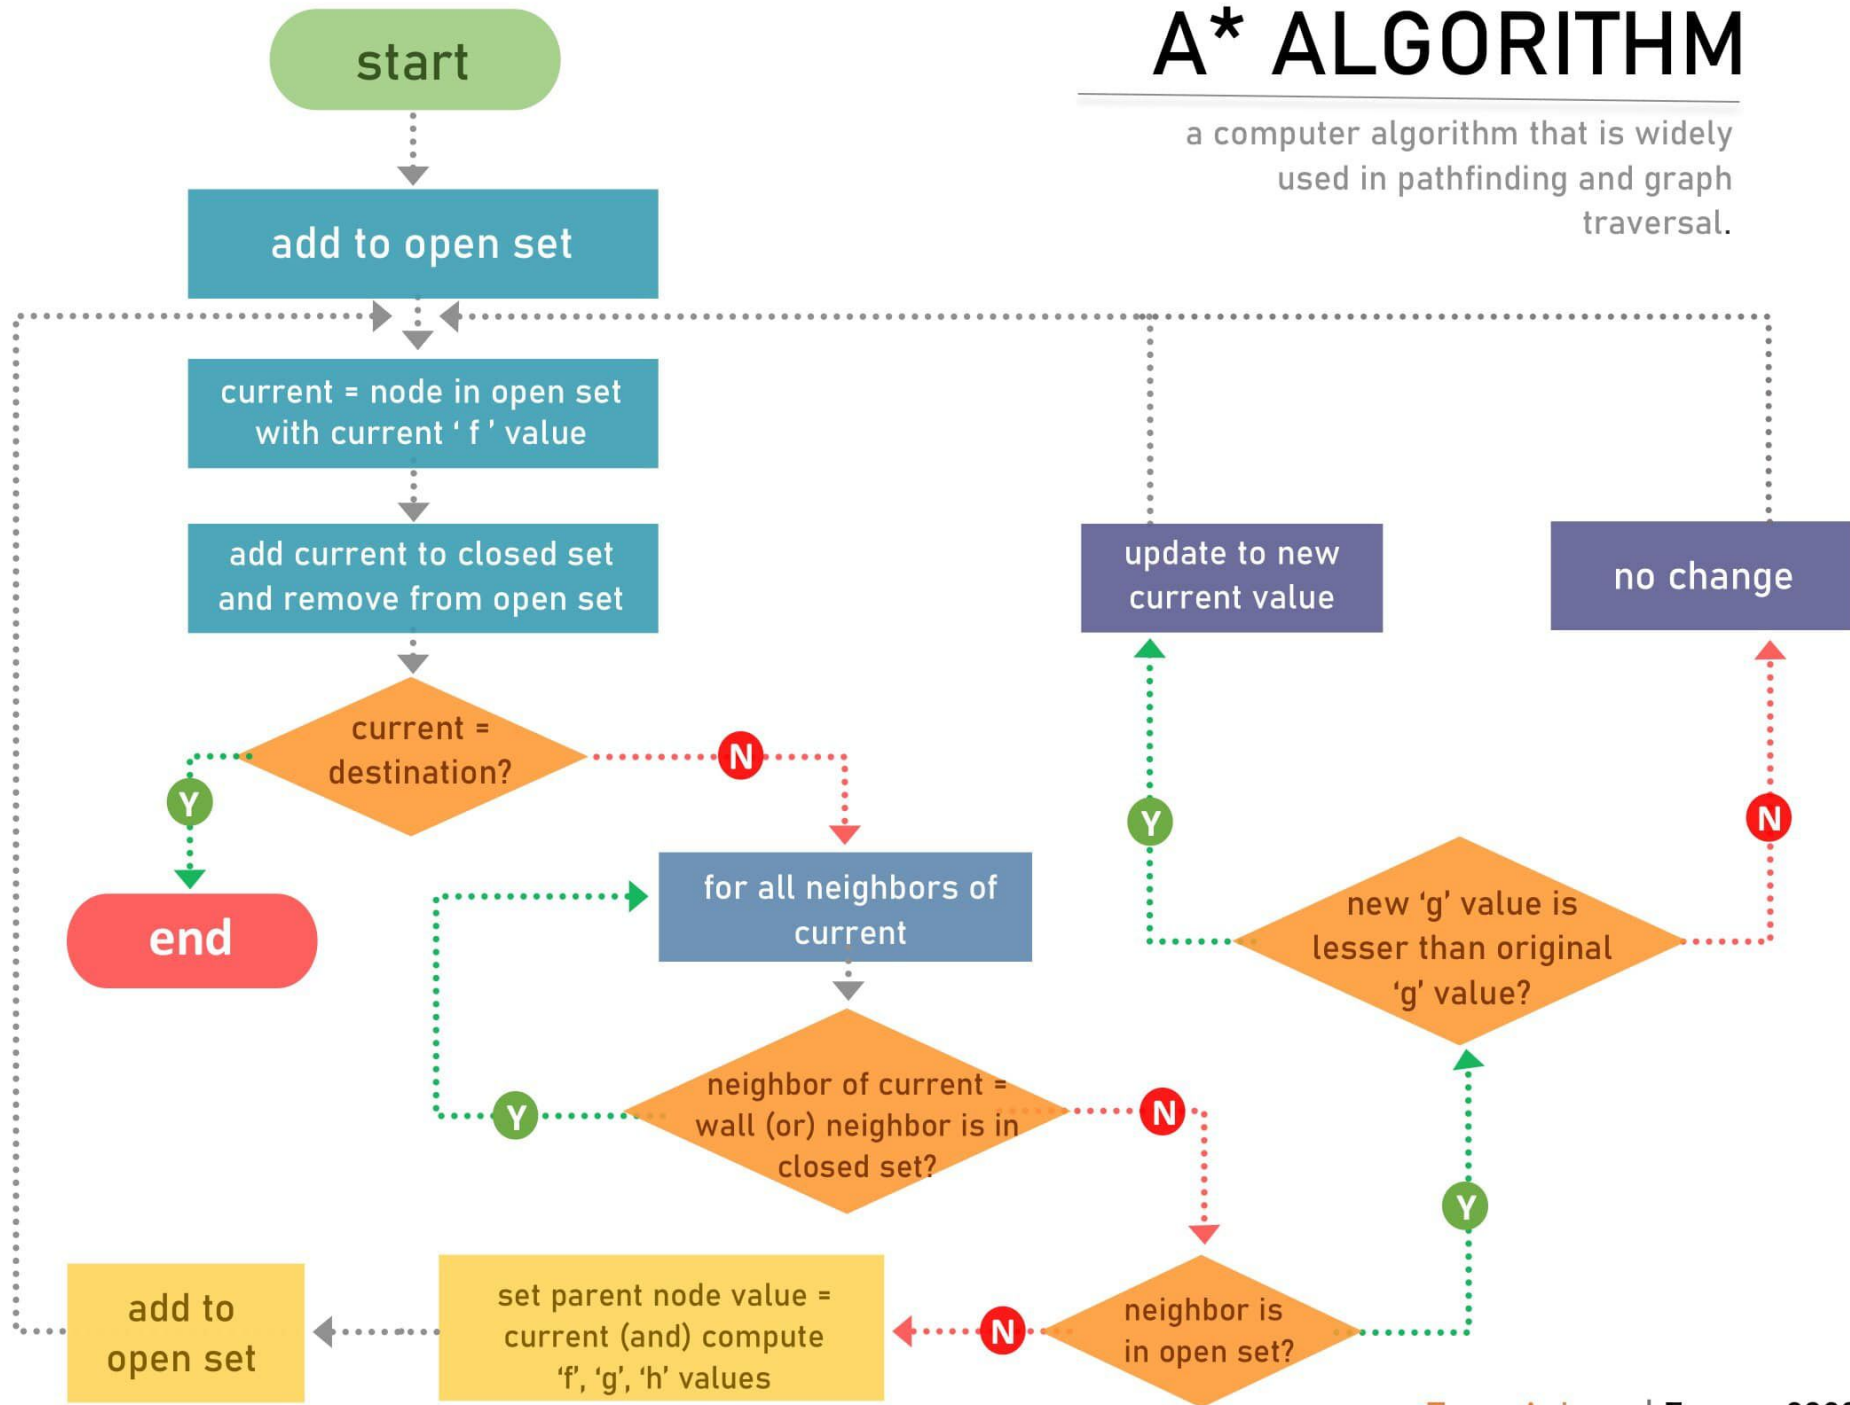 start
A* ALGORITHM
a computer algorithm that is widely
used in pathfinding and graph
traversal.
add to open set
current = node in open set
with current ‘ f ’ value
add current to closed set
and remove from open set
update to new
current value
no change
current =
destination?
N
Y
Y
N
end
for all neighbors of
current
new ‘g’ value is
lesser than original
‘g’ value?
neighbor of current =
wall (or) neighbor is in
closed set?
Y
N
Y
add to
open set
set parent node value =
current (and) compute
‘f’, ‘g’, ‘h’ values
N
neighbor is
in open set?